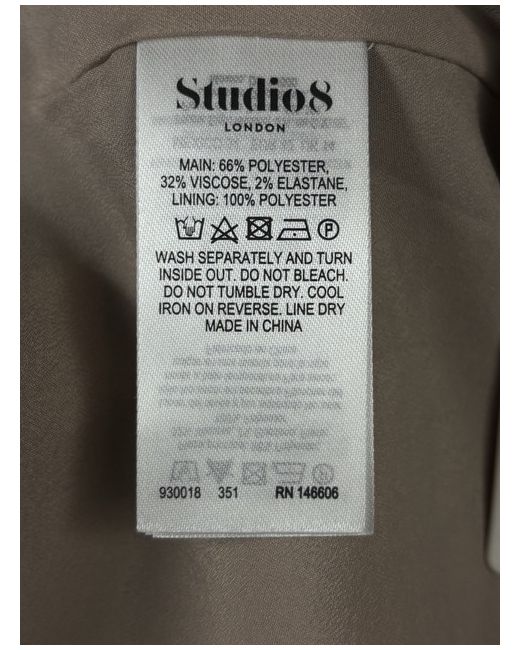 Studio8
LONDON
MAIN: 66% POLYESTER,
32% VISCOSE, 2% ELASTANE,
LINING: 100% POLYESTER
P
WASH SEPARATELY AND TURN
INSIDE OUT. DO NOT BLEACH.
DO NOT TUMBLE DRY. COOL
IRON ON REVERSE. LINE DRY
MADE IN CHINA
930018 351 RN 146606